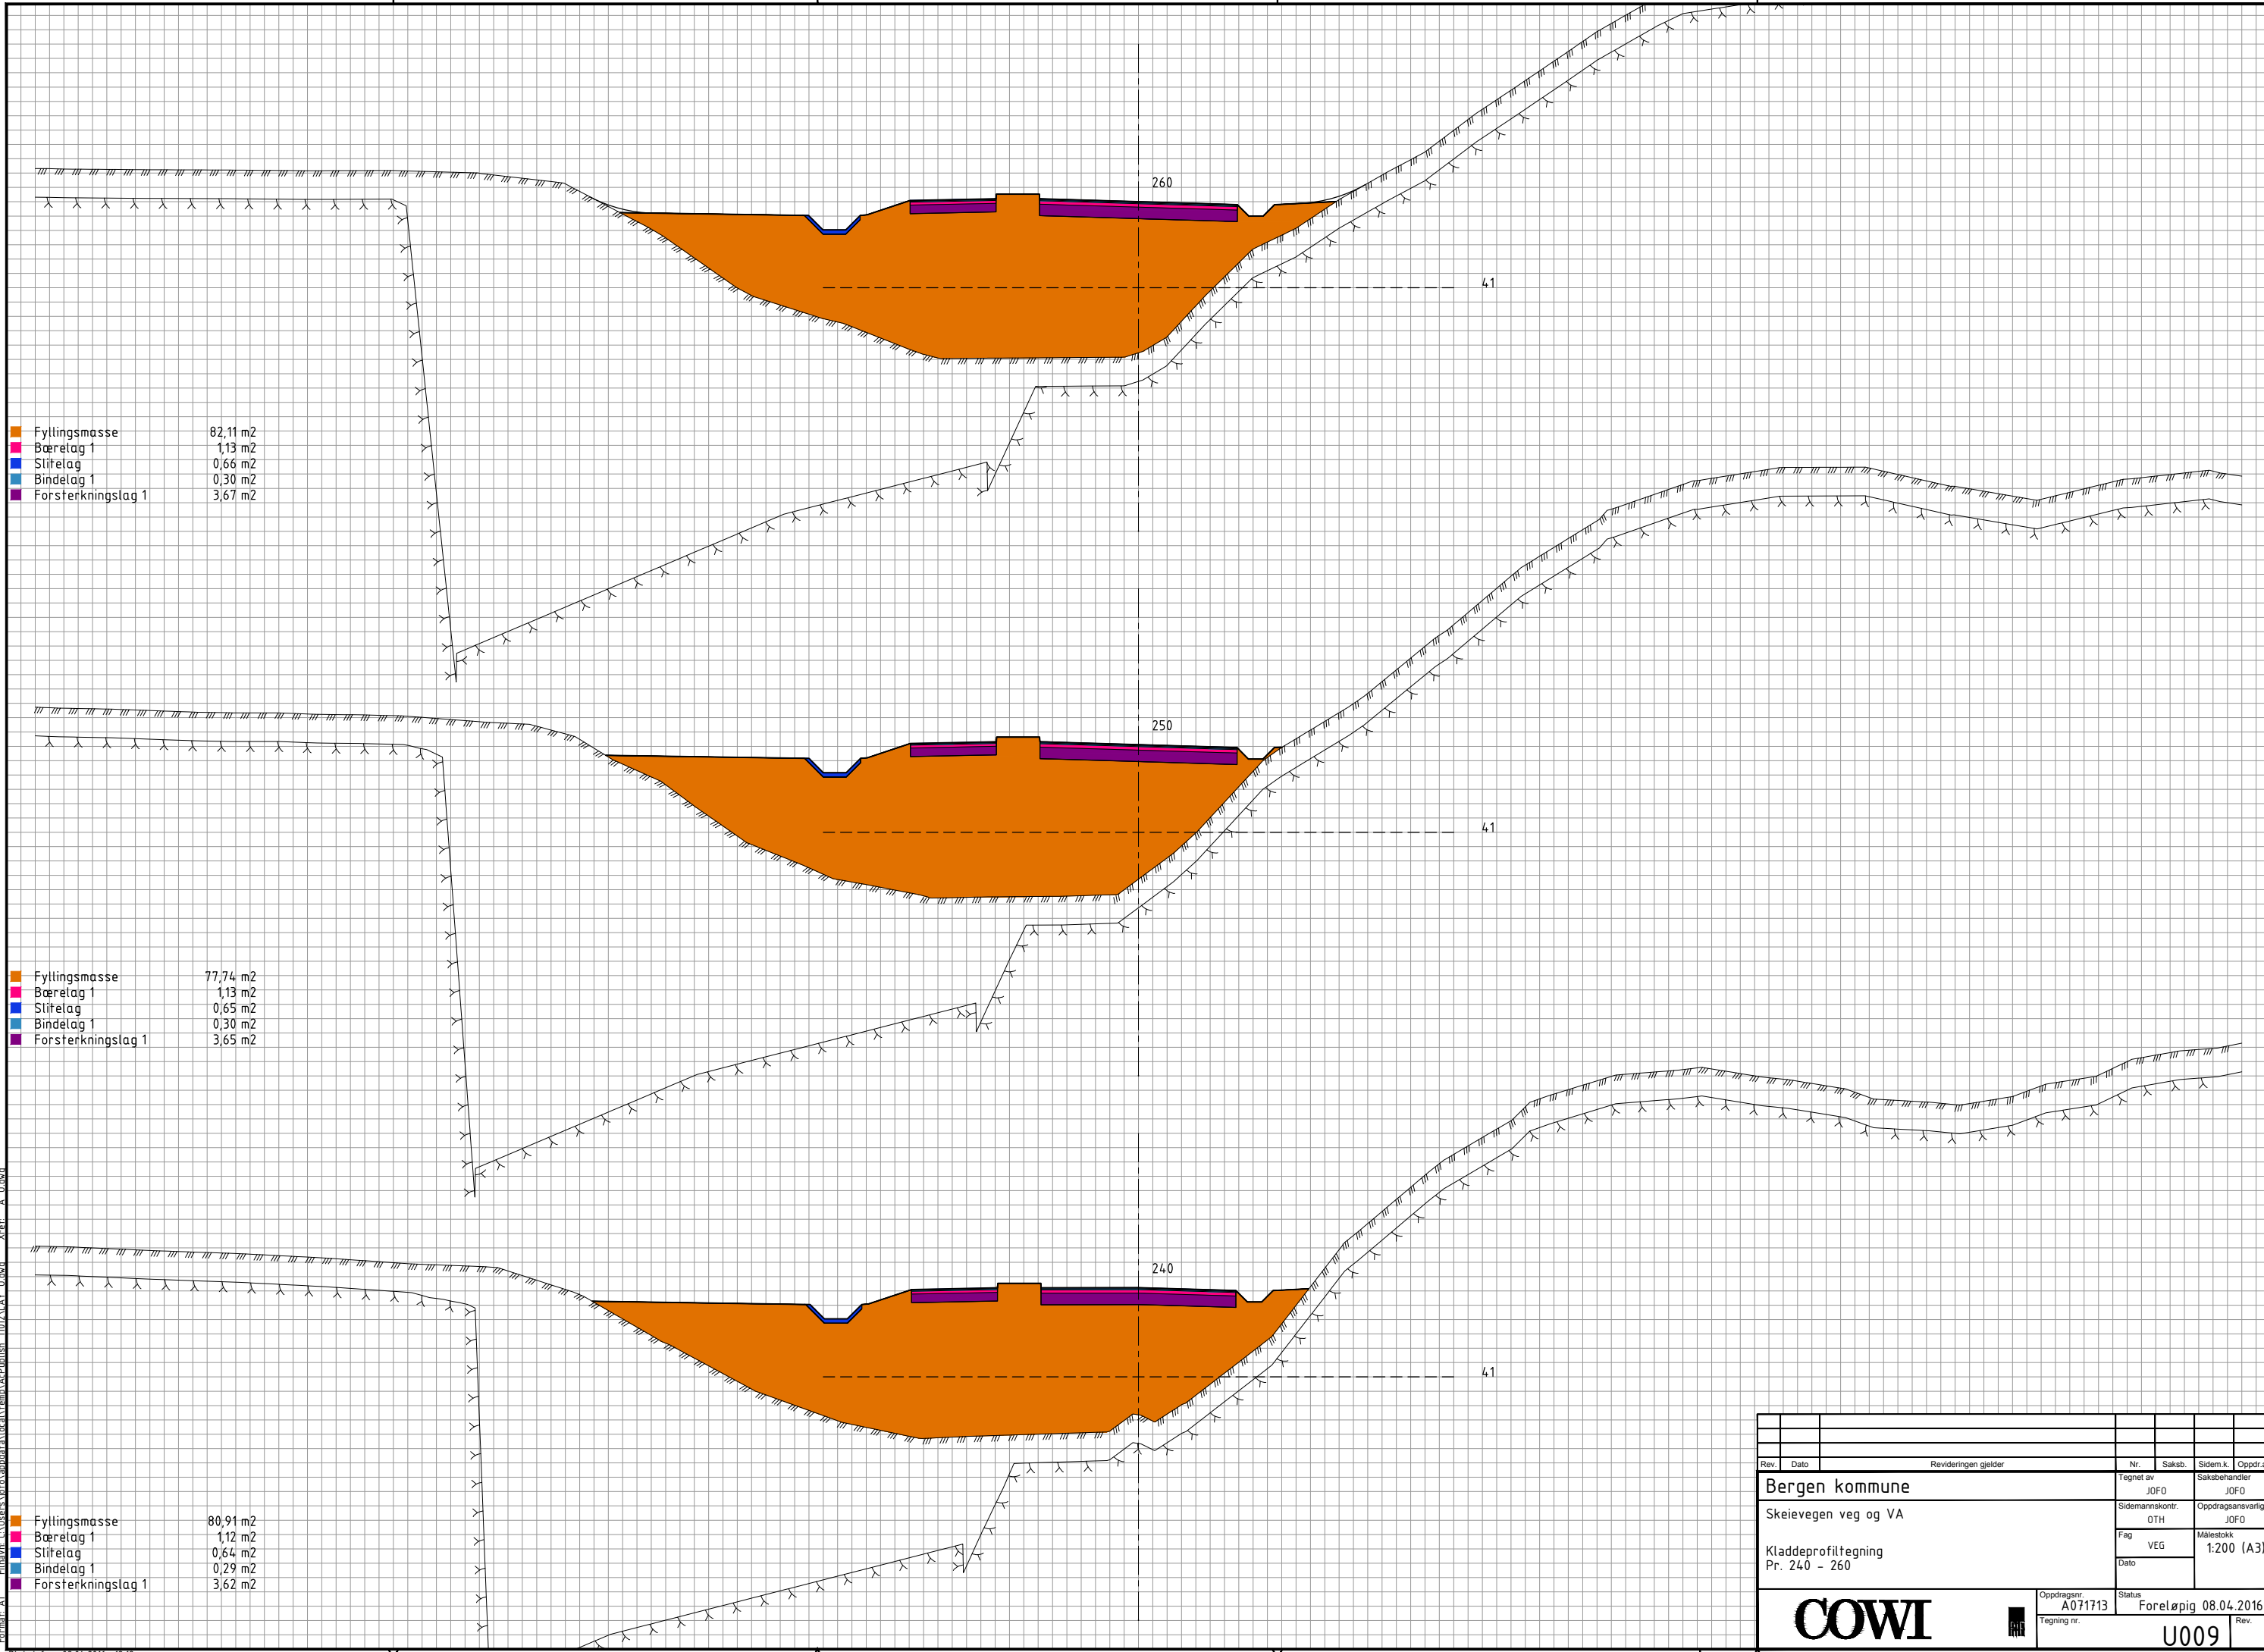 260
41
Fyllingsmasse 82,11 m2
Bærelag 1 1,13 m2
Slitelag 0,66 m2
Bindelag 1 0,30 m2
Forsterkningslag 1 3,67 m2
250
41
Fyllingsmasse 77,74 m2
Bærelag 1 1,13 m2
Slitelag 0,65 m2
Bindelag 1 0,30 m2
Forsterkningslag 1 3,65 m2
240
41
Fyllingsmasse 80,91 m2
Bærelag 1 1,12 m2
Slitelag 0,64 m2
Bindelag 1 0,29 m2
Forsterkningslag 1 3,62 m2
Rev. Dato Revideringen gjelder Nr. Saksb. Sidem.k. Oppdr.a
Bergen kommune
Tegnet av Saksbehandler
JOFO JOFO
Skeievegen veg og VA
Sidemannskontr. Oppdragsansvarlig
OTH JOFO
Fag Målestokk
VEG 1:200 (A3)
Kladdeprofiltegning
Pr. 240 - 260
Dato
COWI
Oppdragsnr. Status
A071713 Foreløpig 08.04.2016
Tegning nr. Rev.
U009